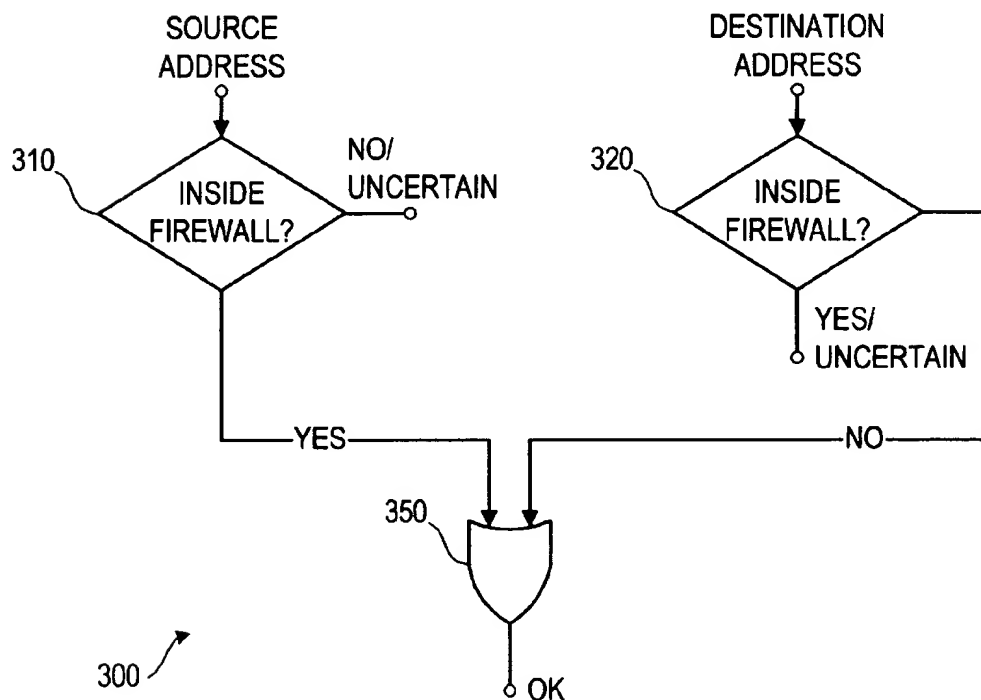 SOURCE
ADDRESS
DESTINATION
ADDRESS
310
INSIDE
FIREWALL?
NO/
UNCERTAIN
320
INSIDE
FIREWALL?
YES/
UNCERTAIN
YES
NO
350
300
OK